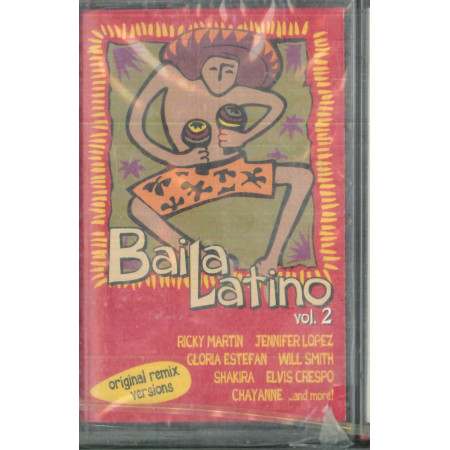 Baila
Latino
vol. 2
RICKY MARTIN JENNIFER LOPEZ
GLORIA ESTEFAN WILL SMITH
SHAKIRA ELVIS CRESPO
CHAYANNE ...and more!
original remix
versions